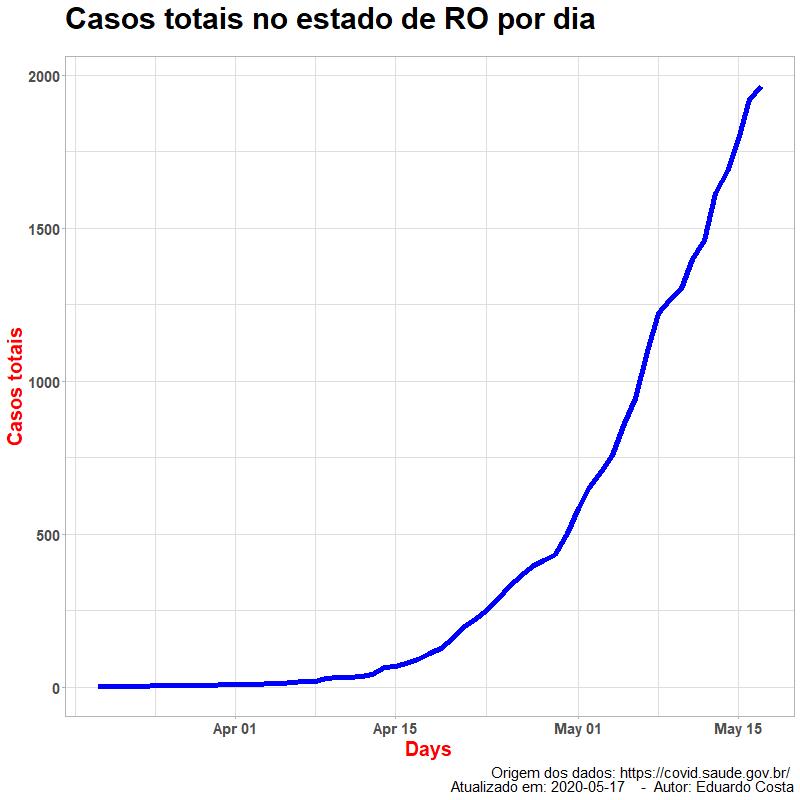 Casos totais no estado de RO por dia
2000
1500
1000
500
0
Casos totais
Apr 01 Apr 15 May 01 May 15
Days
Origem dos dados: https://covid.saude.gov.br/
Atualizado em: 2020-05-17 - Autor: Eduardo Costa